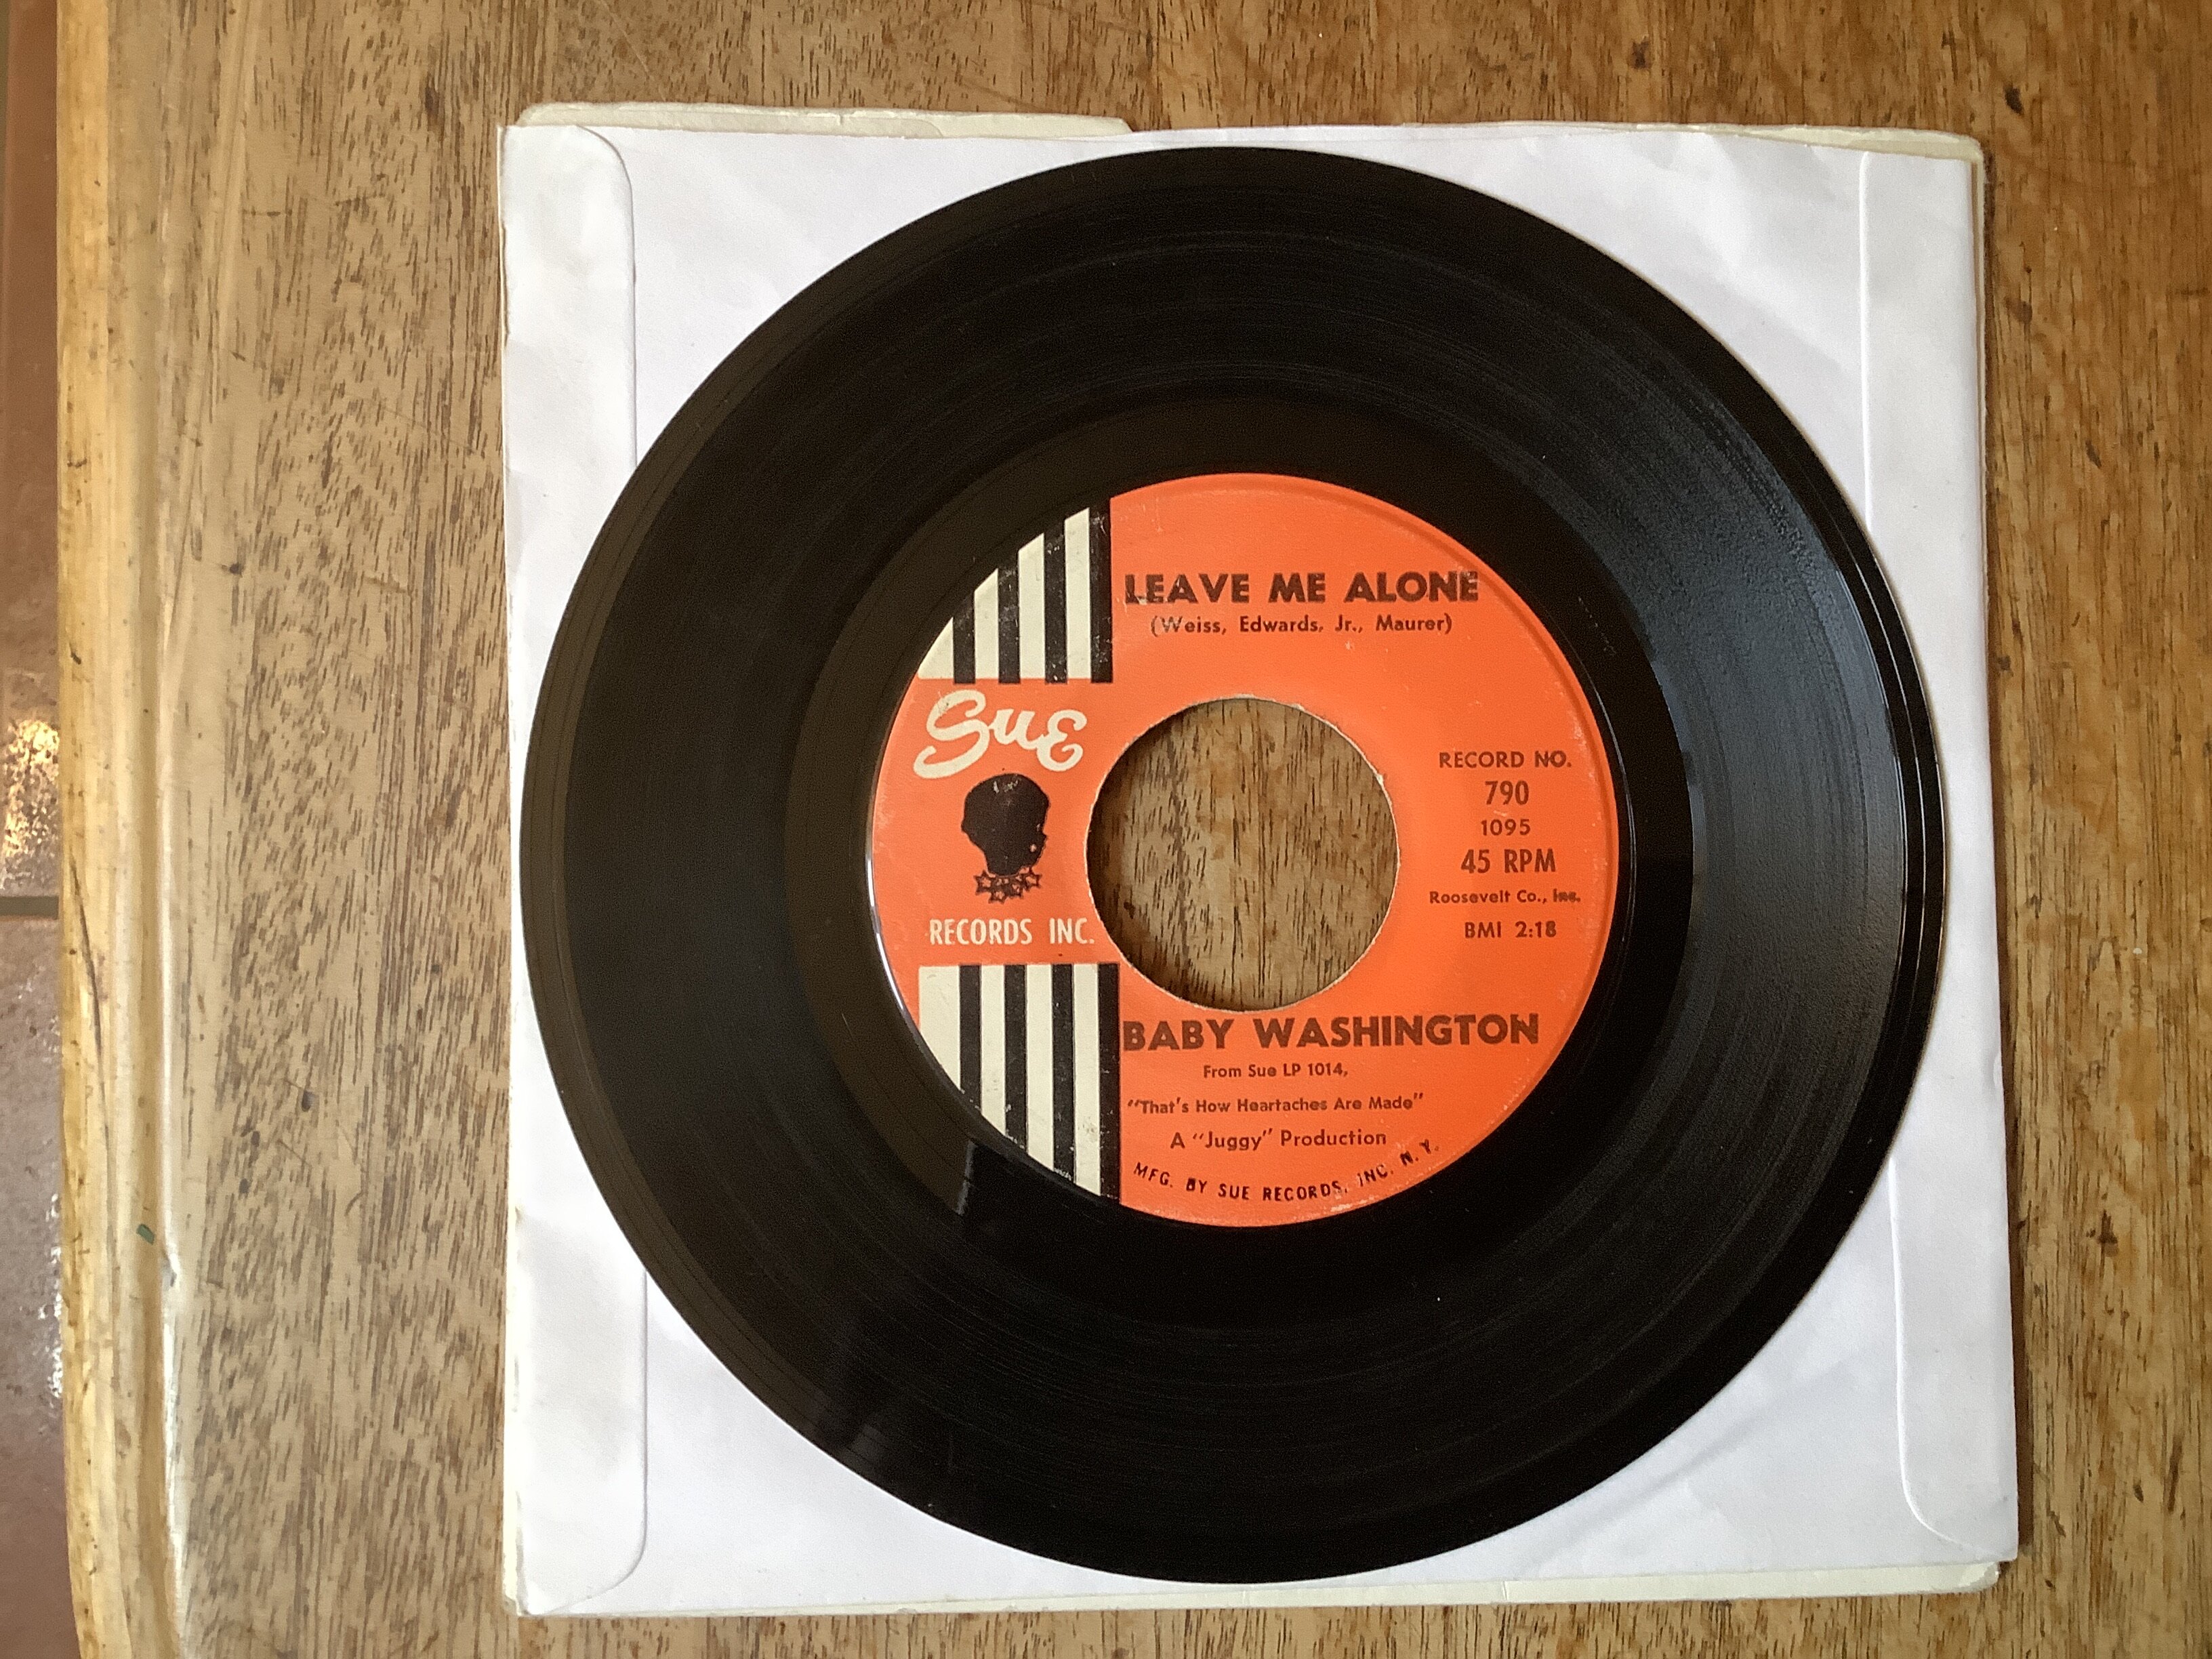 LEAVE ME ALONE
(Weiss, Edwards, Jr., Maurer)
Sue
RECORDS INC.
RECORD NO.
790
1095
45 RPM
Roosevelt Co., Inc.
BMI 2:18
BABY WASHINGTON
From Sue LP 1014,
"That's How Heartaches Are Made"
A "Juggy" Production
MFG. BY SUE RECORDS, INC. N.Y.